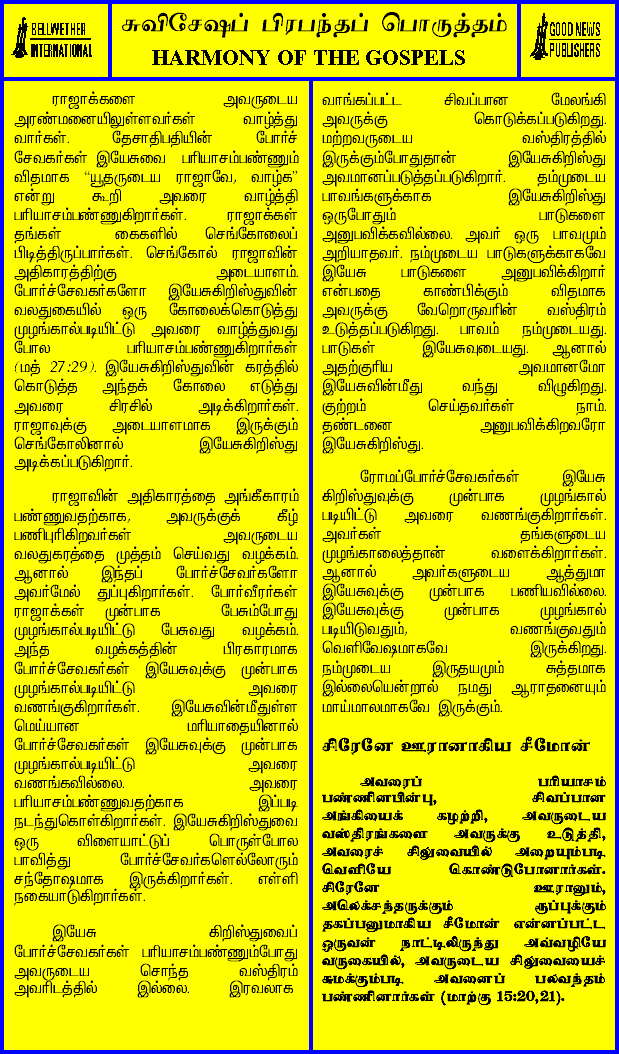 BELLWETHER
INTERNATIONAL
சுவிசேஷப் பிரபந்தப் பொருத்தம்
HARMONY OF THE GOSPELS
GOOD NEWS
PUBLISHERS
ராஜாக்களை அவருடைய
அரண்மனையிலுள்ளவர்கள் வாழ்த்து
வார்கள். தேசாதிபதியின் போர்ச்
சேவகர்கள் இயேசுவை பரியாசம்பண்ணும்
விதமாக “யூதருடைய ராஜாவே, வாழ்க”
என்று கூறி அவரை வாழ்த்தி
பரியாசம்பண்ணுகிறார்கள். ராஜாக்கள்
தங்கள் கைகளில் செங்கோலைப்
பிடித்திருப்பார்கள். செங்கோல் ராஜாவின்
அதிகாரத்திற்கு அடையாளம்.
போர்ச்சேவகர்களோ இயேசுகிறிஸ்துவின்
வலதுகையில் ஒரு கோலைக்கொடுத்து
முழங்கால்படியிட்டு அவரை வாழ்த்துவது
போல பரியாசம்பண்ணுகிறார்கள்
(மத் 27:29). இயேசுகிறிஸ்துவின் கரத்தில்
கொடுத்த அந்தக் கோலை எடுத்து
அவரை சிரசில் அடிக்கிறார்கள்.
ராஜாவுக்கு அடையாளமாக இருக்கும்
செங்கோலினால் இயேசுகிறிஸ்து
அடிக்கப்படுகிறார்.
ராஜாவின் அதிகாரத்தை அங்கீகாரம்
பண்ணுவதற்காக, அவருக்குக் கீழ்
பணிபுரிகிறவர்கள் அவருடைய
வலதுகரத்தை முத்தம் செய்வது வழக்கம்.
ஆனால் இந்தப் போர்ச்சேவர்களோ
அவர்மேல் துப்புகிறார்கள். போர்வீரர்கள்
ராஜாக்கள் முன்பாக பேசும்போது
முழங்கால்படியிட்டு பேசுவது வழக்கம்.
அந்த வழக்கத்தின் பிரகாரமாக
போர்ச்சேவர்கள் இயேசுவுக்கு முன்பாக
முழங்கால்படியிட்டு அவரை
வணங்குகிறார்கள். இயேசுவின்மீதுள்ள
மெய்யான மரியாதையினால்
போர்ச்சேவர்கள் இயேசுவுக்கு முன்பாக
முழங்கால்படியிட்டு அவரை
வணங்கவில்லை. அவரை
பரியாசம்பண்ணுவதற்காக இப்படி
நடந்துகொள்கிறார்கள். இயேசுகிறிஸ்துவை
ஒரு விளையாட்டுப் பொருள்போல
பாவித்து போர்ச்சேவர்களெல்லோரும்
சந்தோஷமாக இருக்கிறார்கள். எள்ளி
நகையாடுகிறார்கள்.
இயேசு கிறிஸ்துவைப்
போர்ச்சேவர்கள் பரியாசம்பண்ணும்போது
அவருடைய சொந்த வஸ்திரம்
அவரிடத்தில் இல்லை. இரவலாக
வாங்கப்பட்ட சிவப்பான மேலங்கி
அவருக்கு கொடுக்கப்படுகிறது.
மற்றவருடைய வஸ்திரத்தில்
இருக்கும்போதுதான் இயேசுகிறிஸ்து
அவமானப்படுத்தப்படுகிறார். தம்முடைய
பாவங்களுக்காக இயேசுகிறிஸ்து
ஒருபோதும் பாடுகளை
அனுபவிக்கவில்லை. அவர் ஒரு பாவமும்
அறியாதவர். நம்முடைய பாடுகளுக்காகவே
இயேசு பாடுகளை அனுபவிக்கிறார்
என்பதை காண்பிக்கும் விதமாக
அவருக்கு வேறொருவரின் வஸ்திரம்
உடுத்தப்படுகிறது. பாவம் நம்முடையது.
பாடுகள் இயேசுவுடையது. ஆனால்
அதற்குரிய அவமானமோ
இயேசுவின்மீது வந்து விழுகிறது.
குற்றம் செய்தவர்கள் நாம்.
தண்டனை அனுபவிக்கிறவரோ
இயேசுகிறிஸ்து.
ரோமப்போர்ச்சேவகர்கள் இயேசு
கிறிஸ்துவுக்கு முன்பாக முழங்கால்
படியிட்டு அவரை வணங்குகிறார்கள்.
அவர்கள் தங்களுடைய
முழங்காலைத்தான் வளைக்கிறார்கள்.
ஆனால் அவர்களுடைய ஆத்துமா
இயேசுவுக்கு முன்பாக பணியவில்லை.
இயேசுவுக்கு முன்பாக முழங்கால்
படியிடுவதும், வணங்குவதும்
வெளிவேஷமாகவே இருக்கிறது.
நம்முடைய இருதயமும் சுத்தமாக
இல்லையென்றால் நமது ஆராதனையும்
மாய்மாலமாகவே இருக்கும்.
சிரேனே ஊரானாகிய சீமோன்
அவரைப் பரியாசம்
பண்ணினபின்பு, சிவப்பான
அங்கியைக் கழற்றி, அவருடைய
வஸ்திரங்களை அவருக்கு உடுத்தி,
அவரைச் சிலுவையில் அறையும்படி
வெளியே கொண்டுபோனார்கள்.
சிரேனே ஊரானும்,
அலெக்சந்தருக்கும் ரூப்புக்கும்
தகப்பனுமாகிய சீமோன் என்னப்பட்ட
ஒருவன் நாட்டிலிருந்து அவ்வழியே
வருகையில், அவருடைய சிலுவையைச்
சுமக்கும்படி அவனைப் பலவந்தம்
பண்ணினார்கள் (மாற்கு 15:20,21).